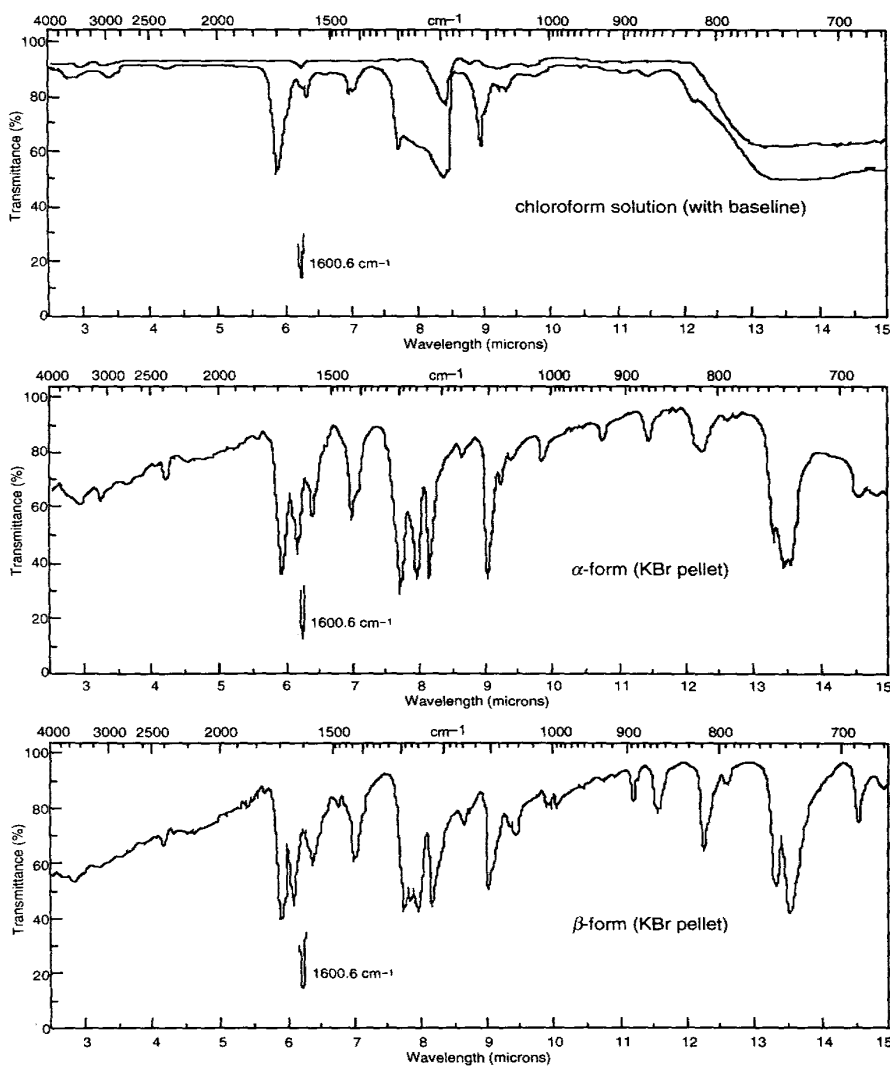 4000 3000 2500 2000 1500 cm⁻¹ 1000 900 800 700
100
80
60
40
20
0
Transmittance (%)
chloroform solution (with baseline)
1600.6 cm⁻¹
3 4 5 6 7 8 9 10 11 12 13 14 15
Wavelength (microns)
4000 3000 2500 2000 1500 cm⁻¹ 1000 900 800 700
100
80
60
40
20
0
Transmittance (%)
α-form (KBr pellet)
1600.6 cm⁻¹
3 4 5 6 7 8 9 10 11 12 13 14 15
Wavelength (microns)
4000 3000 2500 2000 1500 cm⁻¹ 1000 900 800 700
100
80
60
40
20
0
Transmittance (%)
β-form (KBr pellet)
1600.6 cm⁻¹
3 4 5 6 7 8 9 10 11 12 13 14 15
Wavelength (microns)